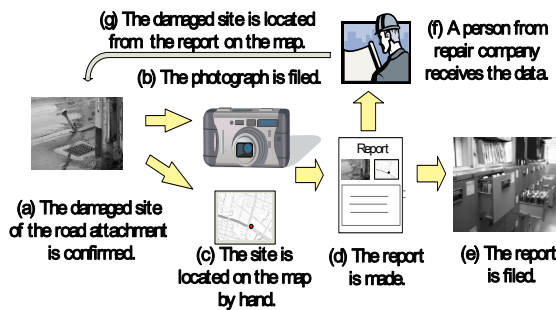 (g) The damaged site is located
from the report on the map.
(b) The photograph is filed.
(f) A person from
repair company
receives the data.
Report
(a) The damaged site
of the road attachment
is confirmed.
(c) The site is
located on the map
by hand.
(d) The report
is made.
(e) The report
is filed.